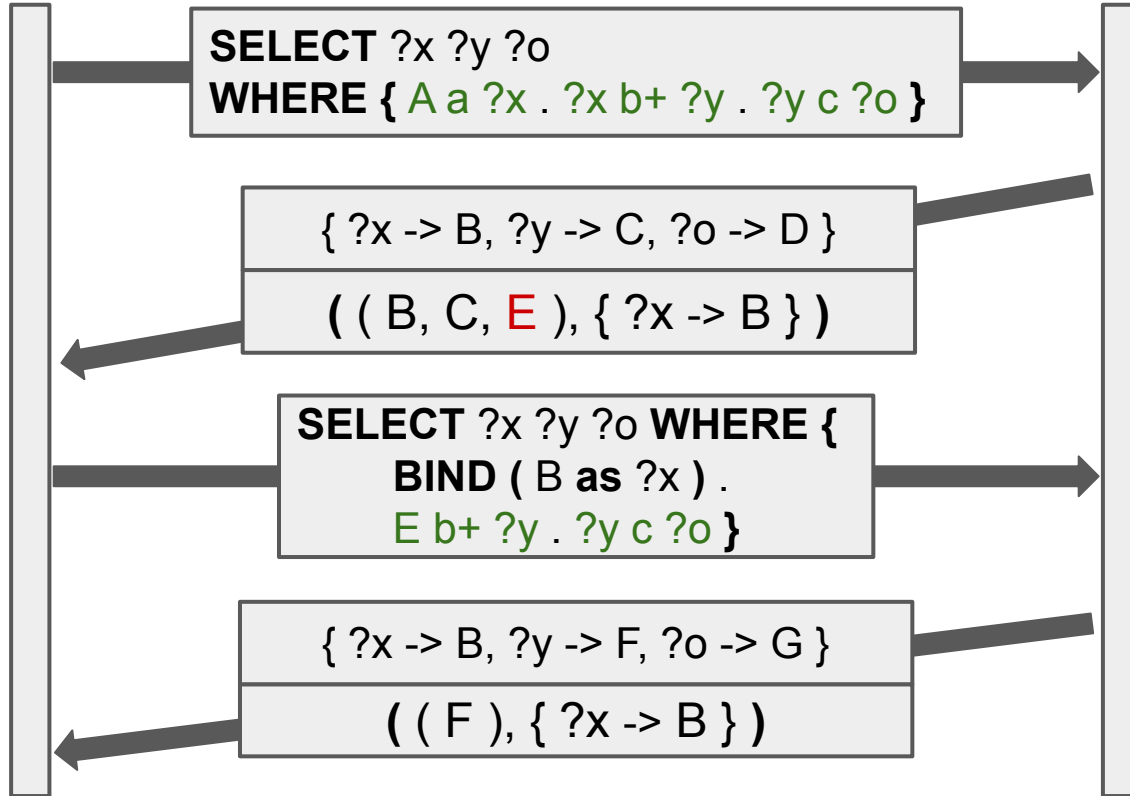 SELECT ?x ?y ?o
WHERE { A a ?x . ?x b+ ?y . ?y c ?o }
{ ?x -> B, ?y -> C, ?o -> D }
( ( B, C, E ), { ?x -> B } )
SELECT ?x ?y ?o WHERE {
BIND ( B as ?x ) .
E b+ ?y . ?y c ?o }
{ ?x -> B, ?y -> F, ?o -> G }
( ( F ), { ?x -> B } )